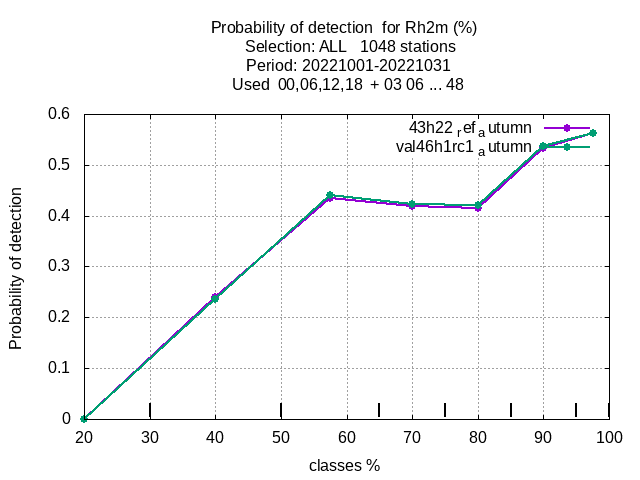 Probability of detection  for Rh2m (%)
Selection: ALL   1048 stations
Period: 20221001-20221031
Used  00,06,12,18  + 03 06 ... 48
43h22 ref autumn
val46h1rc1 autumn
0.6
0.5
0.4
0.3
0.2
0.1
0
Probability of detection
20 30 40 50 60 70 80 90 100
classes %